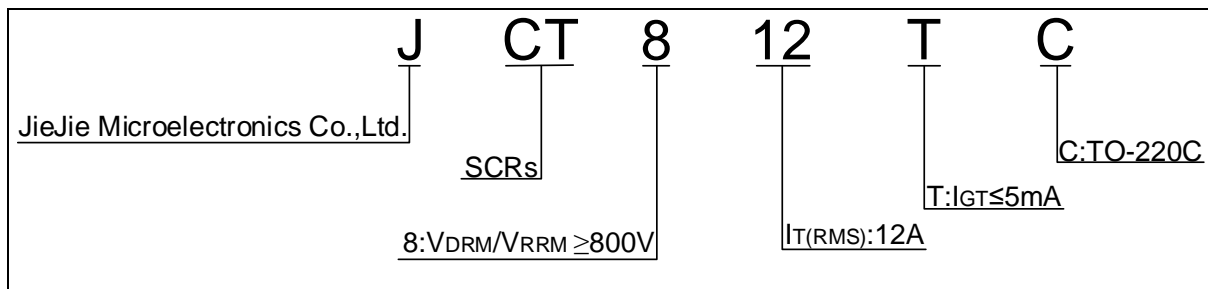 J CT 8 12 T C
JieJie Microelectronics Co.,Ltd.
SCRs
C:TO-220C
T:IGT≤5mA
8:VDRM/VRRM ≥800V
IT(RMS):12A